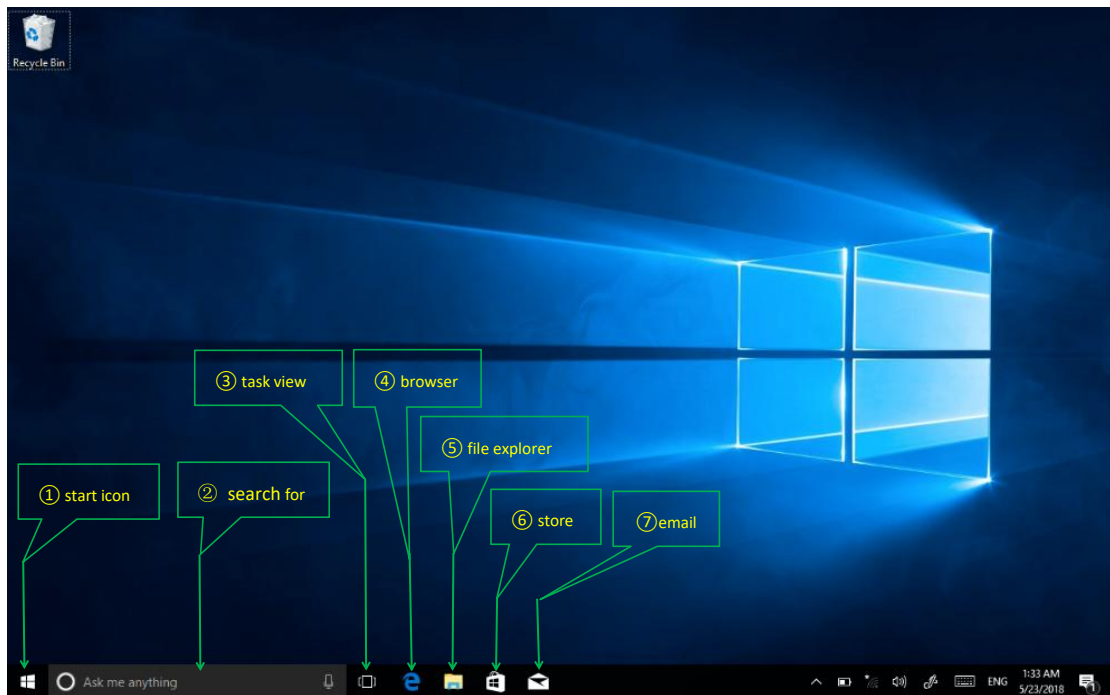 Recycle Bin
③ task view
④ browser
⑤ file explorer
① start icon
② search for
⑥ store
⑦email
Ask me anything
ENG
1:33 AM
5/23/2018
1